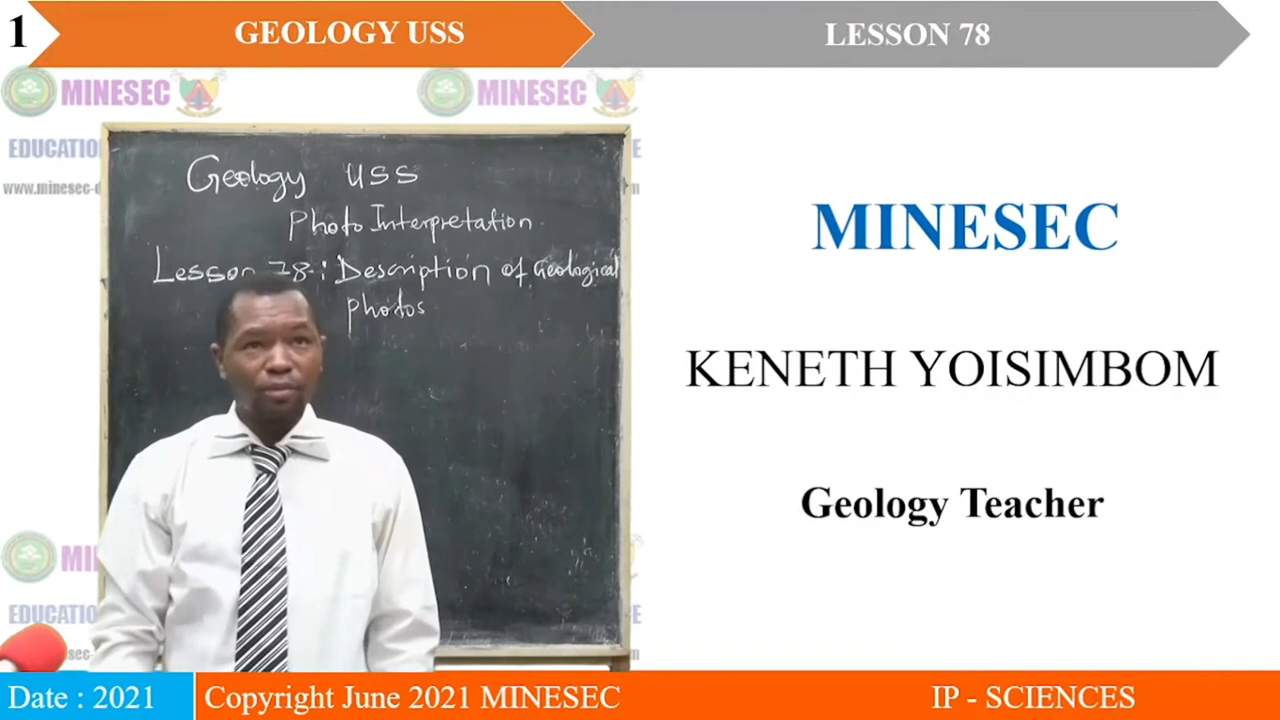 1
GEOLOGY USS
LESSON 78
MINESEC
MINESEC
EDUCATIO
www.minesec-d
Geology USS
Photo Interpretation
Lesson 78: Description of Geological
photos
MINESEC
KENETH YOISIMBOM
Geology Teacher
MI
EDUCATIO
sec-
Date : 2021
Copyright June 2021 MINESEC
IP - SCIENCES